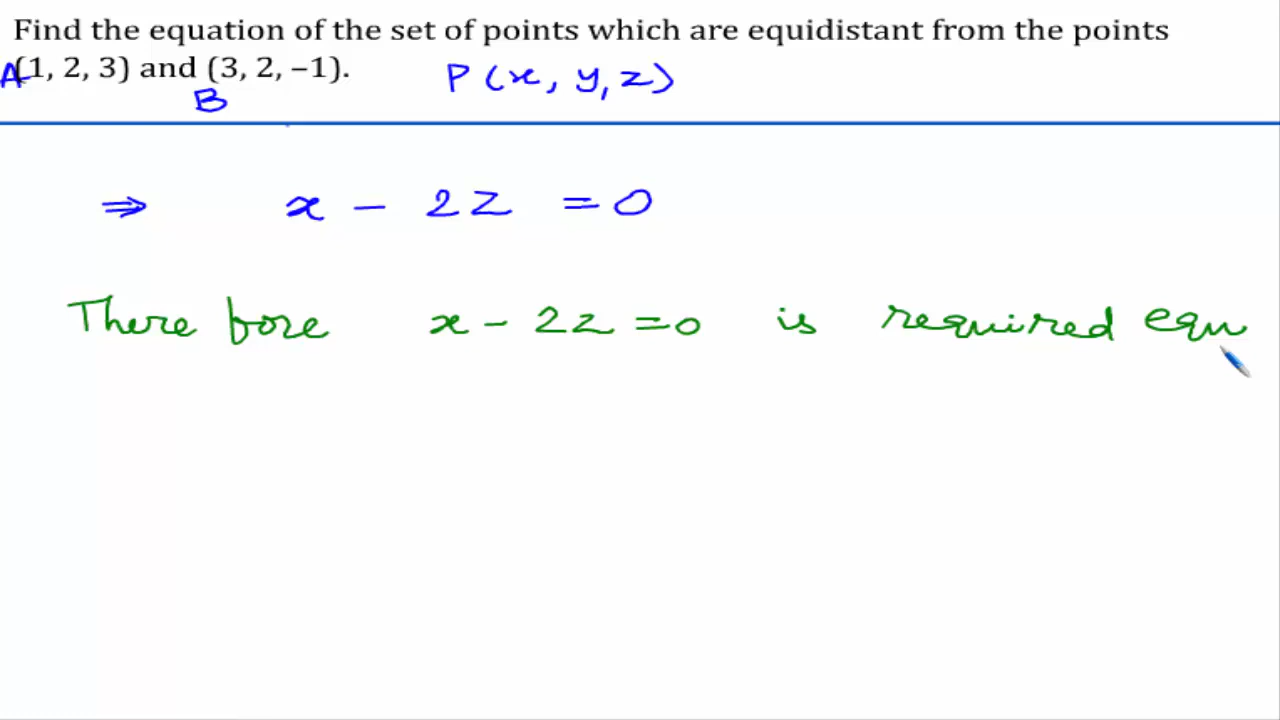 Find the equation of the set of points which are equidistant from the points
(1, 2, 3) and (3, 2, –1). P (x, y, z)
A B
⇒ x - 2z = 0
There fore x - 2z = 0 is required equ